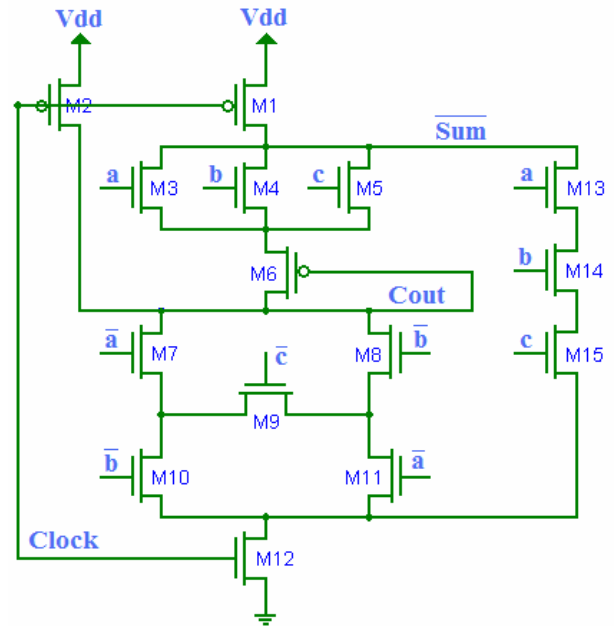 Vdd Vdd
M2 M1
S̅u̅m̅
a M3 b M4 c M5 a M13
M6 b M14
Cout
a̅ M7 c̅ M8 b̅ c M15
M9
b̅ M10 M11 a̅
Clock M12